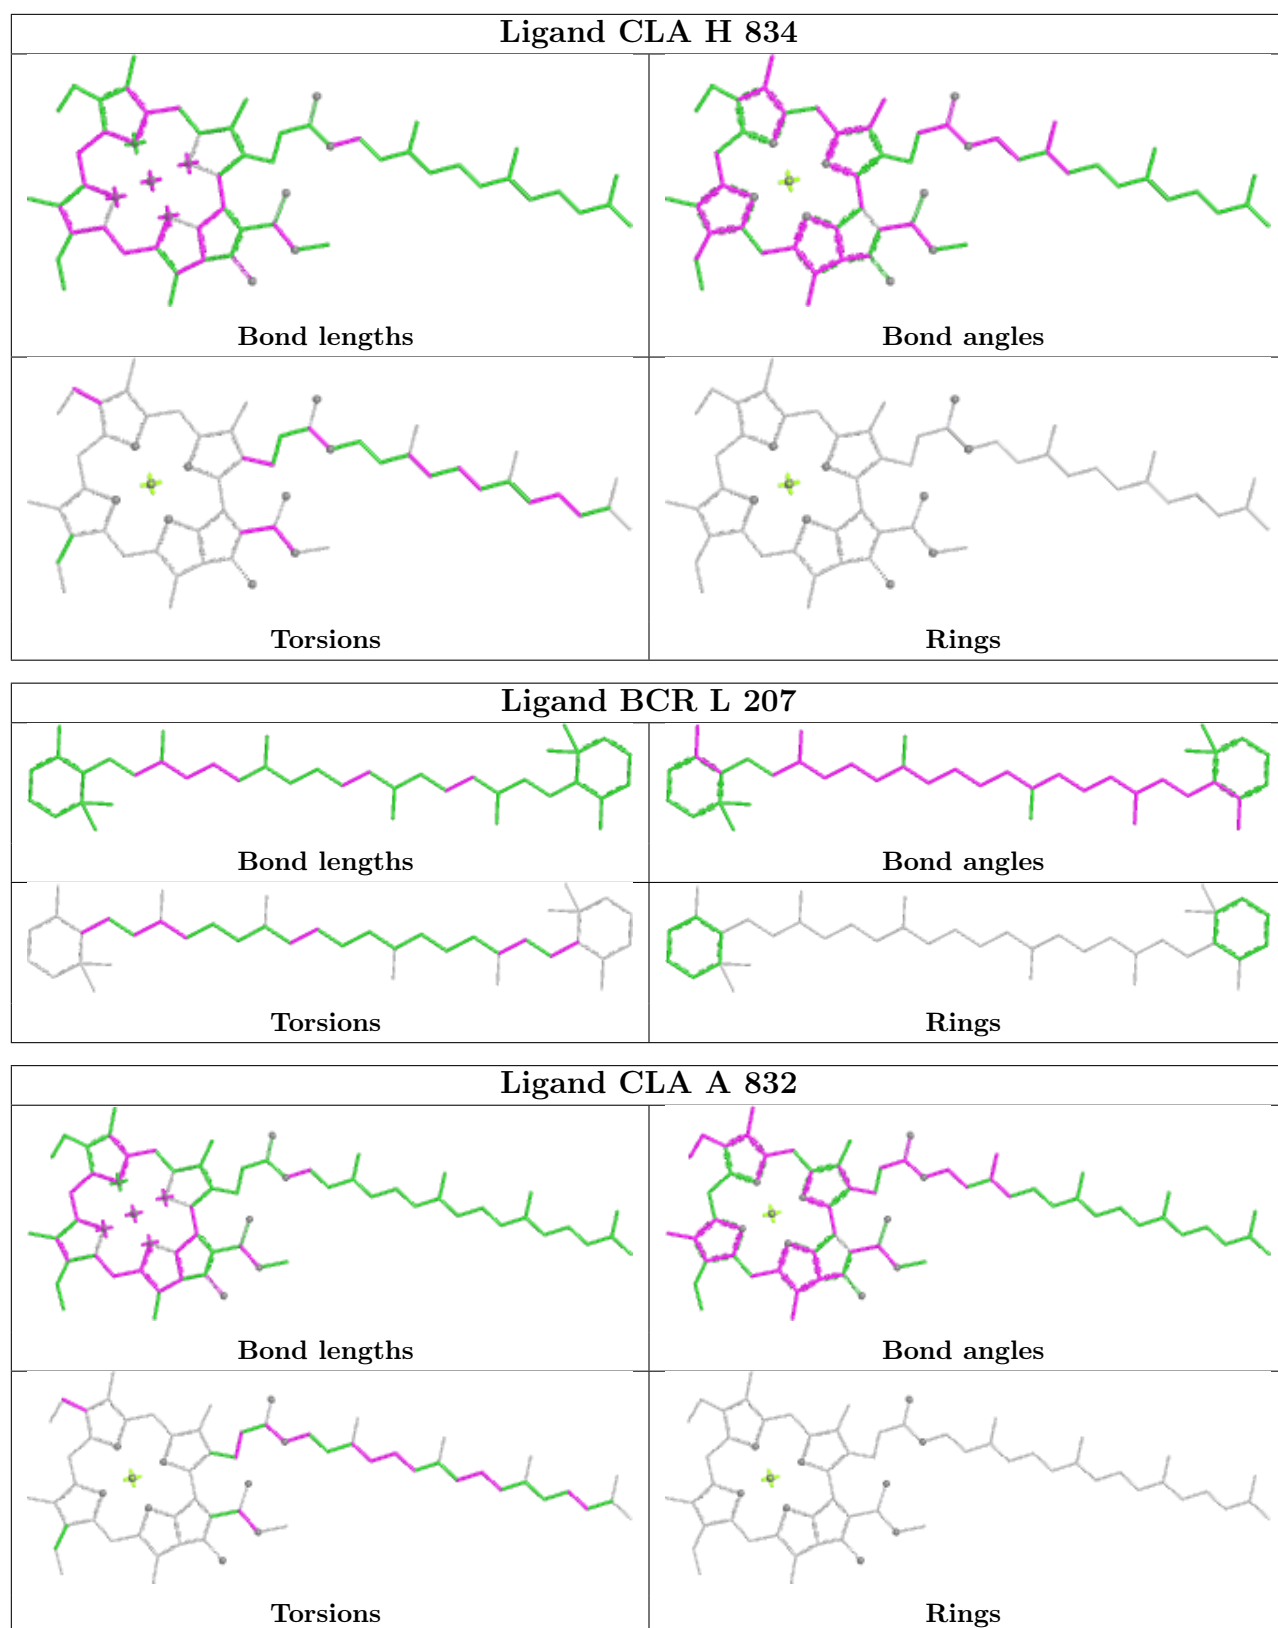 Ligand CLA H 834
Bond lengths
Bond angles
Torsions
Rings
Ligand BCR L 207
Bond lengths
Bond angles
Torsions
Rings
Ligand CLA A 832
Bond lengths
Bond angles
Torsions
Rings